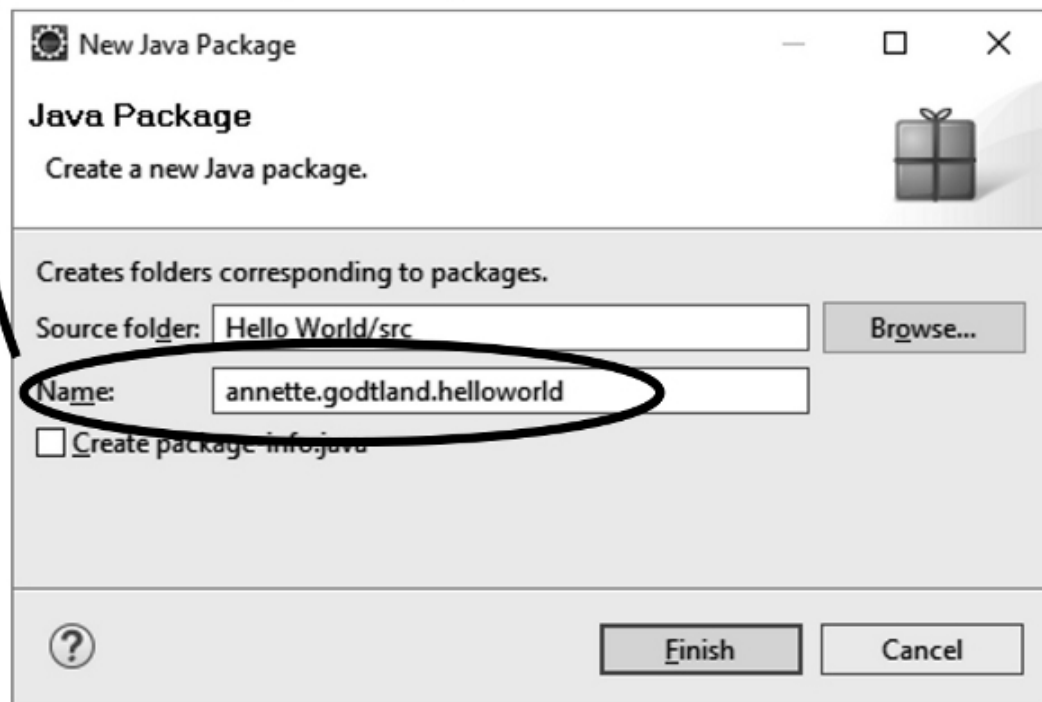 New Java Package
Java Package
Create a new Java package.
Creates folders corresponding to packages.
Source folder: Hello World/src Browse...
Name: annette.godtland.helloworld
Create package-info.java
? Finish Cancel